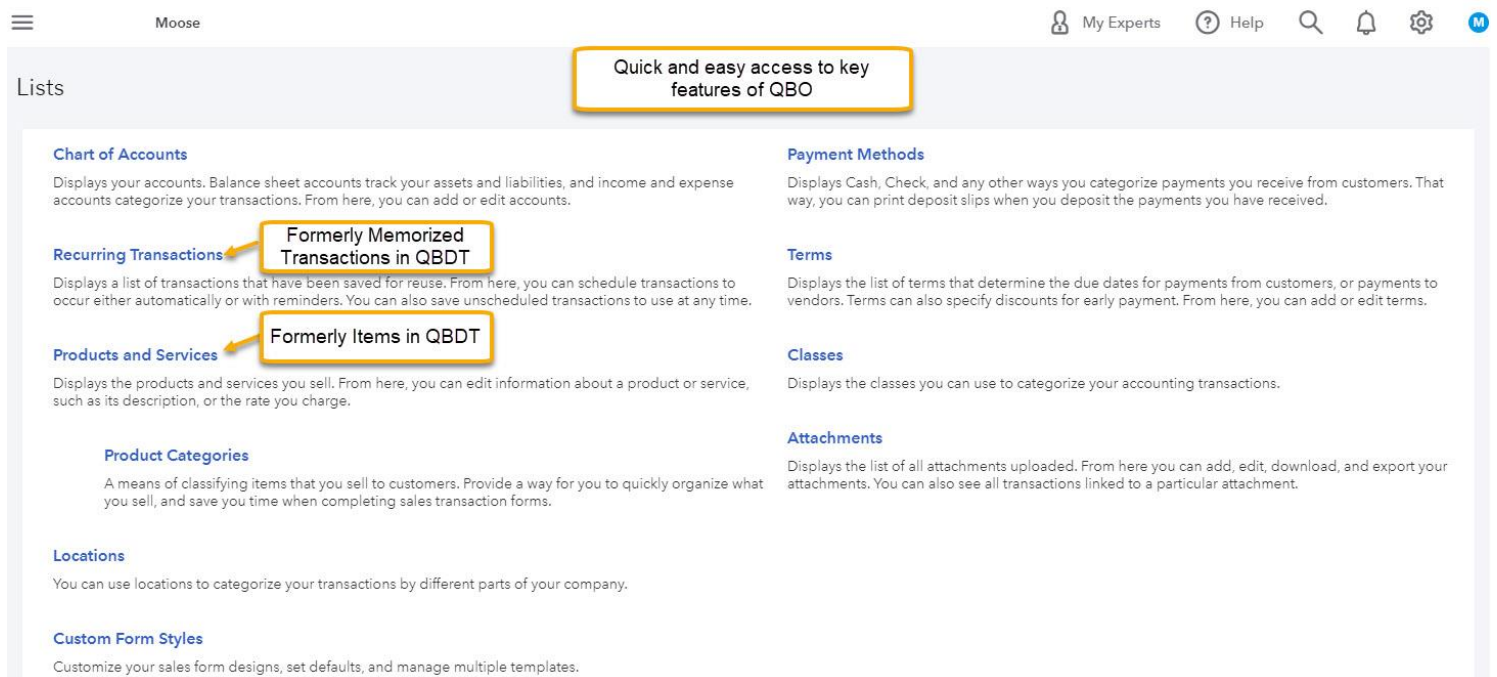 Moose
My Experts
Help
M
Quick and easy access to key
features of QBO
Lists
Chart of Accounts
Displays your accounts. Balance sheet accounts track your assets and liabilities, and income and expense
accounts categorize your transactions. From here, you can add or edit accounts.
Formerly Memorized
Transactions in QBDT
Recurring Transactions
Displays a list of transactions that have been saved for reuse. From here, you can schedule transactions to
occur either automatically or with reminders. You can also save unscheduled transactions to use at any time.
Formerly Items in QBDT
Products and Services
Displays the products and services you sell. From here, you can edit information about a product or service,
such as its description, or the rate you charge.
Product Categories
A means of classifying items that you sell to customers. Provide a way for you to quickly organize what
you sell, and save you time when completing sales transaction forms.
Locations
You can use locations to categorize your transactions by different parts of your company.
Custom Form Styles
Customize your sales form designs, set defaults, and manage multiple templates.
Payment Methods
Displays Cash, Check, and any other ways you categorize payments you receive from customers. That
way, you can print deposit slips when you deposit the payments you have received.
Terms
Displays the list of terms that determine the due dates for payments from customers, or payments to
vendors. Terms can also specify discounts for early payment. From here, you can add or edit terms.
Classes
Displays the classes you can use to categorize your accounting transactions.
Attachments
Displays the list of all attachments uploaded. From here you can add, edit, download, and export your
attachments. You can also see all transactions linked to a particular attachment.